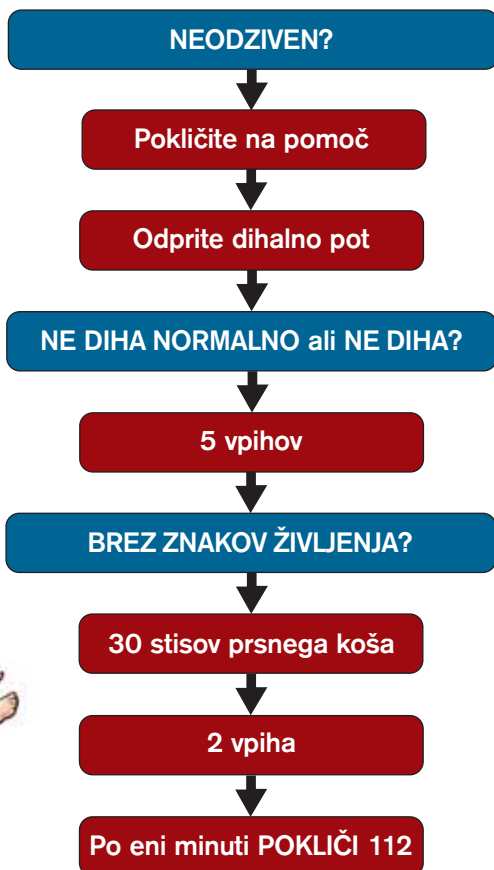 NEODZIVEN?
Pokličite na pomoč
Odprite dihalno pot
NE DIHA NORMALNO ali NE DIHA?
5 vpihov
BREZ ZNAKOV ŽIVLJENJA?
30 stisov prsnega koša
2 vpiha
Po eni minuti POKLIČI 112